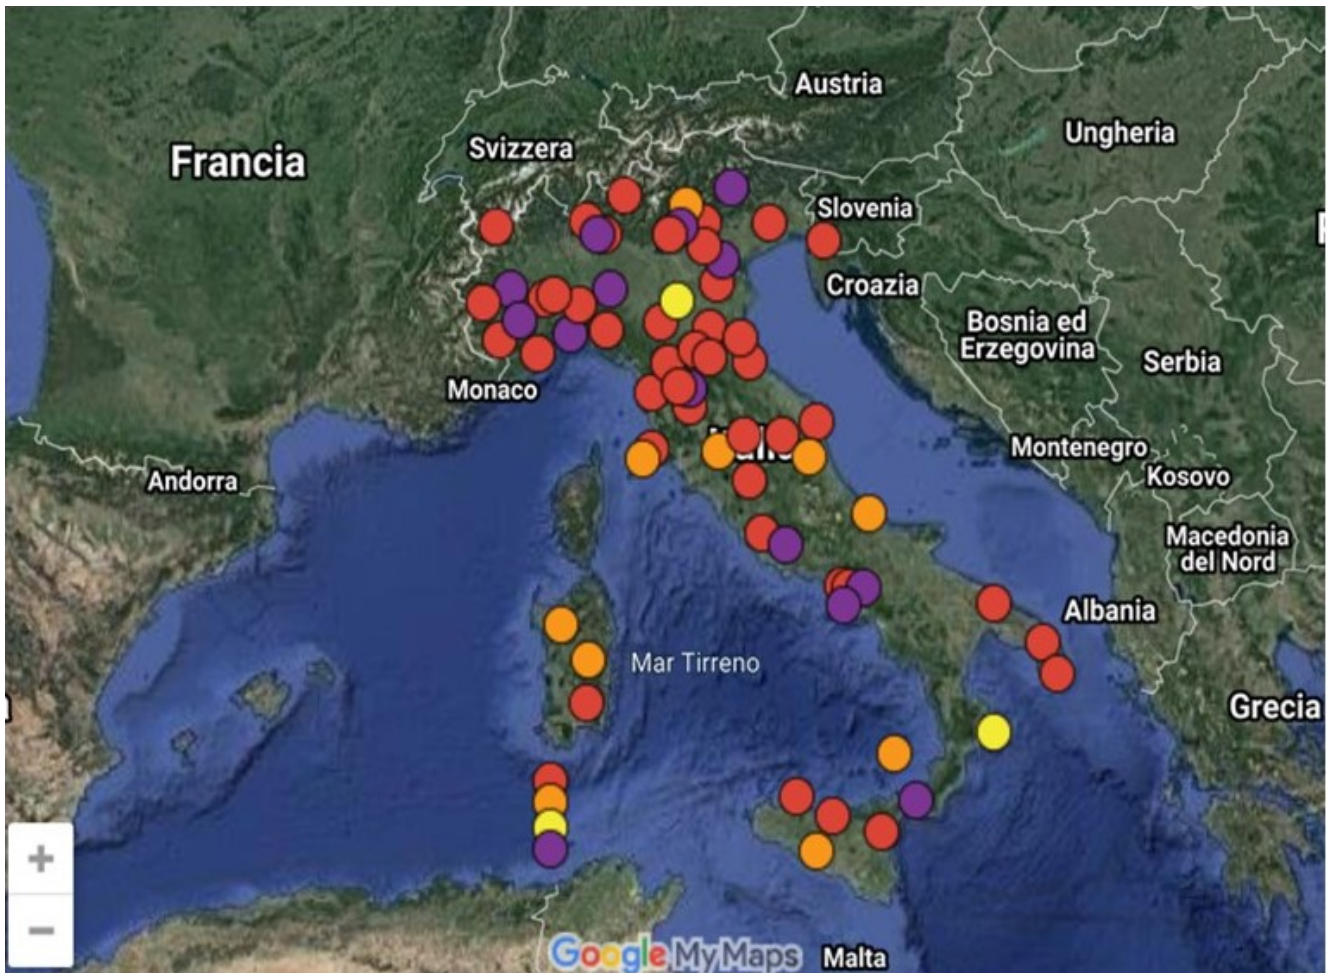 Austria
Ungheria
Svizzera
Francia
Slovenia
Croazia
Bosnia ed
Erzegovina
Serbia
Monaco
Montenegro
Kosovo
Andorra
Macedonia
del Nord
Albania
Mar Tirreno
Grecia
+
−
Google My Maps
Malta